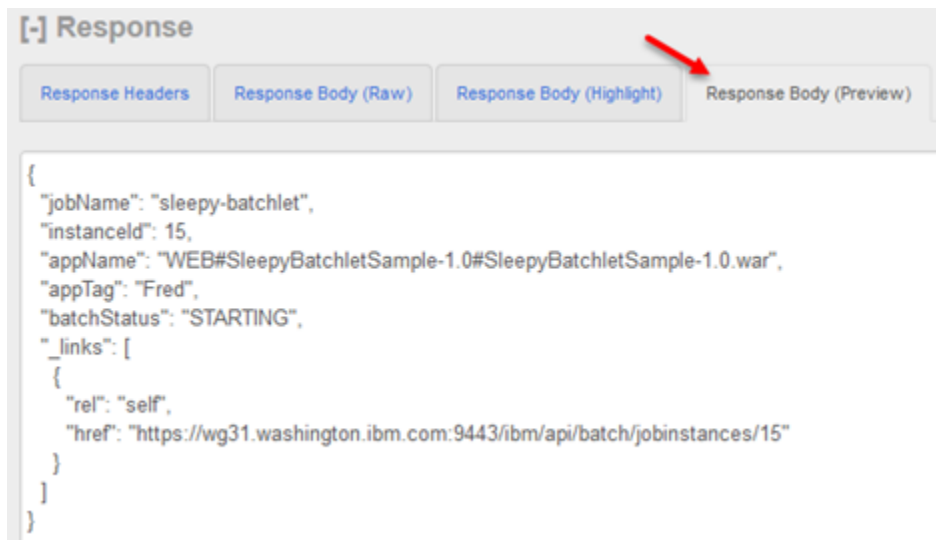 [-] Response
Response Headers Response Body (Raw) Response Body (Highlight) Response Body (Preview)
{
"jobName": "sleepy-batchlet",
"instanceId": 15,
"appName": "WEB#SleepyBatchletSample-1.0#SleepyBatchletSample-1.0.war",
"appTag": "Fred",
"batchStatus": "STARTING",
"_links": [
{
"rel": "self",
"href": "https://wg31.washington.ibm.com:9443/ibm/api/batch/jobinstances/15"
}
]
}